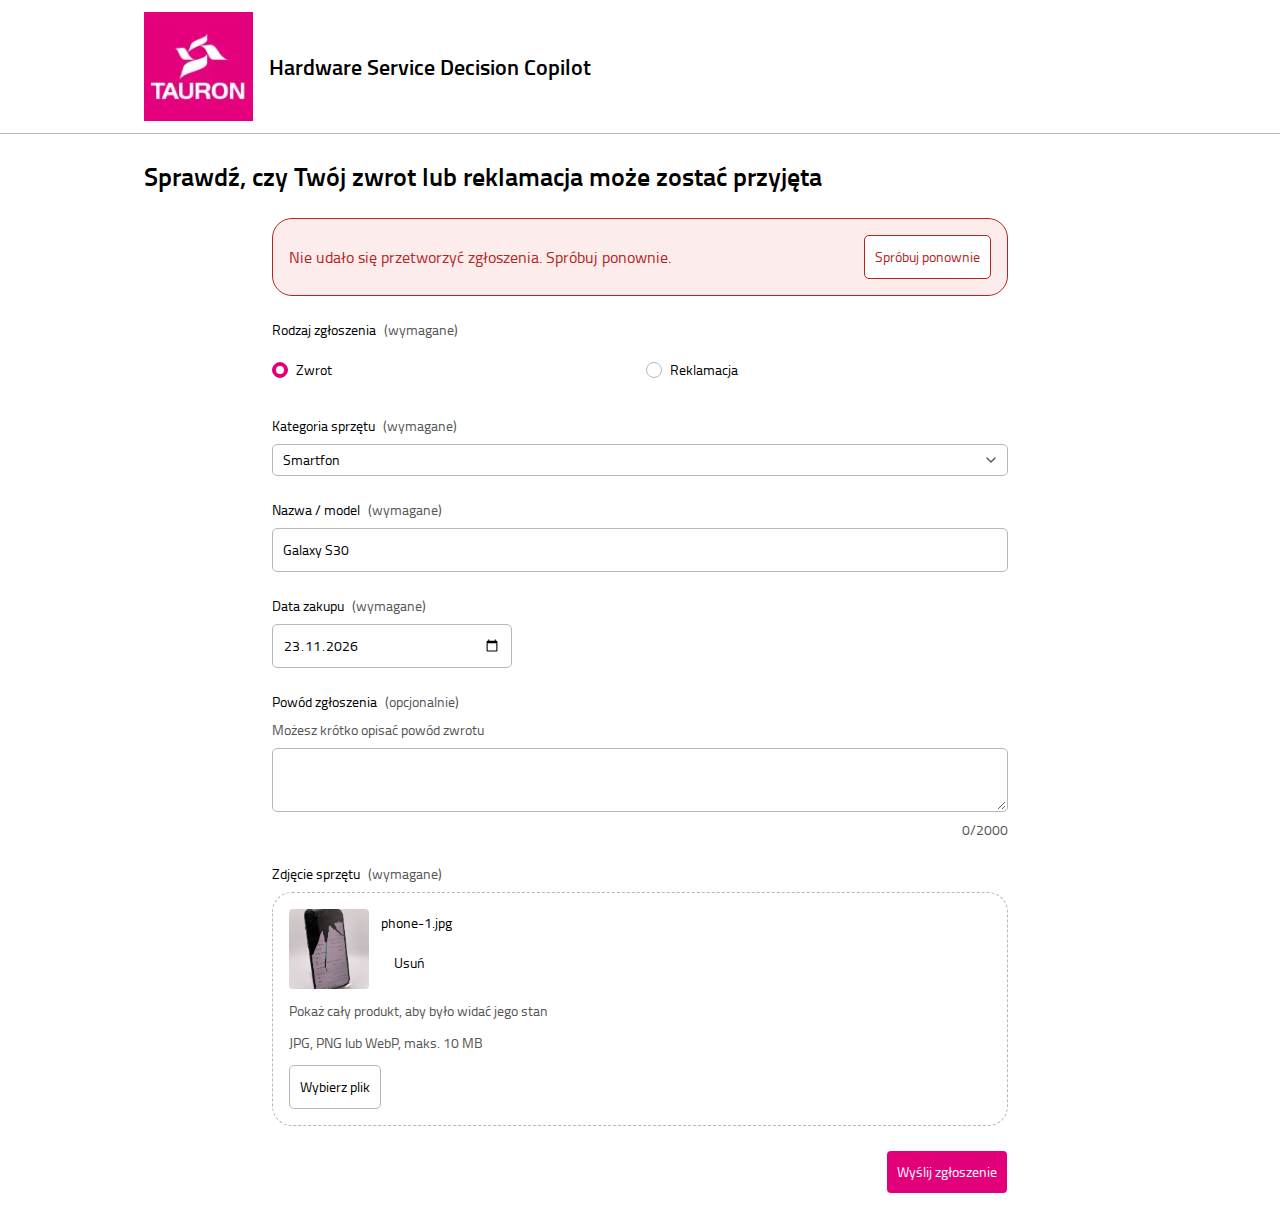 TAURON
Hardware Service Decision Copilot
Sprawdź, czy Twój zwrot lub reklamacja może zostać przyjęta
Nie udało się przetworzyć zgłoszenia. Spróbuj ponownie.
Spróbuj ponownie
Rodzaj zgłoszenia (wymagane)
Zwrot
Reklamacja
Kategoria sprzętu (wymagane)
Smartfon
Nazwa / model (wymagane)
Galaxy S30
Data zakupu (wymagane)
23.11.2026
Powód zgłoszenia (opcjonalnie)
Możesz krótko opisać powód zwrotu
0/2000
Zdjęcie sprzętu (wymagane)
phone-1.jpg
Usuń
Pokaż cały produkt, aby było widać jego stan
JPG, PNG lub WebP, maks. 10 MB
Wybierz plik
Wyślij zgłoszenie